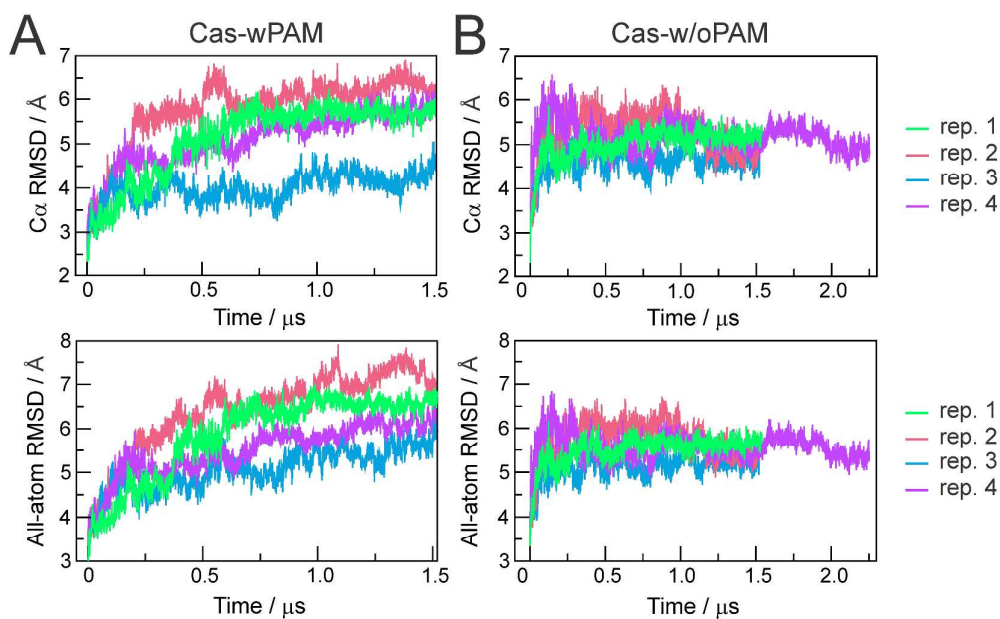 A
Cas-wPAM
B
Cas-w/oPAM
7
6
5
4
3
2
Cα RMSD / Å
0
0.5
1.0
1.5
Time / μs
7
6
5
4
3
2
Cα RMSD / Å
0
0.5
1.0
1.5
2.0
Time / μs
rep. 1
rep. 2
rep. 3
rep. 4
8
7
6
5
4
3
All-atom RMSD / Å
0
0.5
1.0
1.5
Time / μs
8
7
6
5
4
3
All-atom RMSD / Å
0
0.5
1.0
1.5
2.0
Time / μs
rep. 1
rep. 2
rep. 3
rep. 4